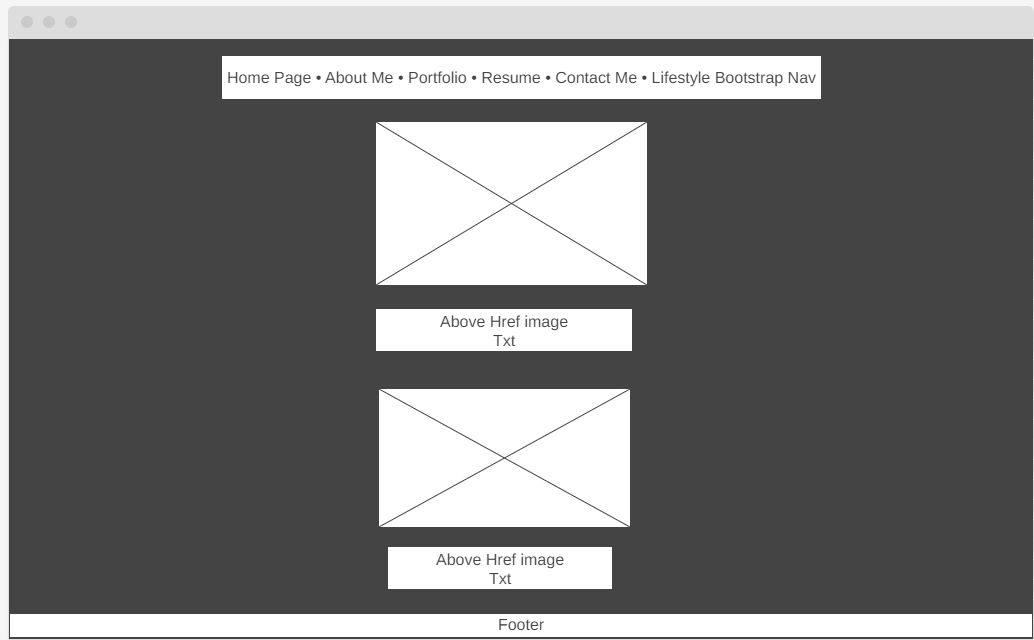 Home Page • About Me • Portfolio • Resume • Contact Me • Lifestyle Bootstrap Nav
Above Href image
Txt
Above Href image
Txt
Footer